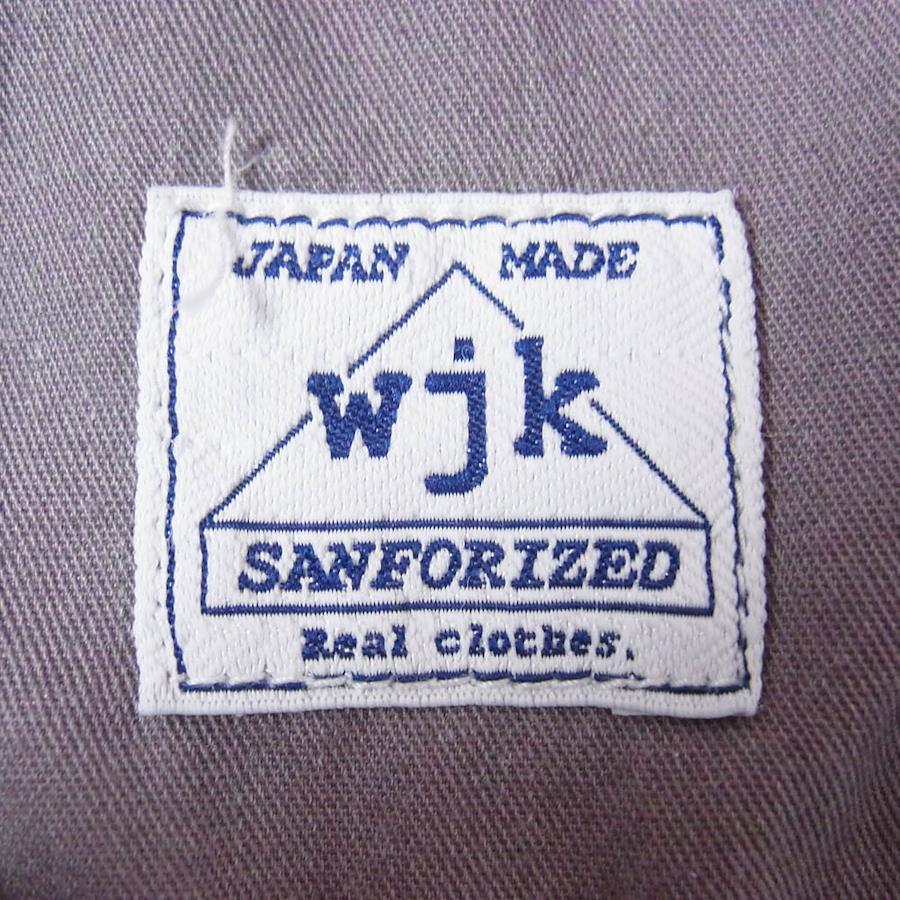 JAPAN MADE
wjk
SANFORIZED
Real clothes.